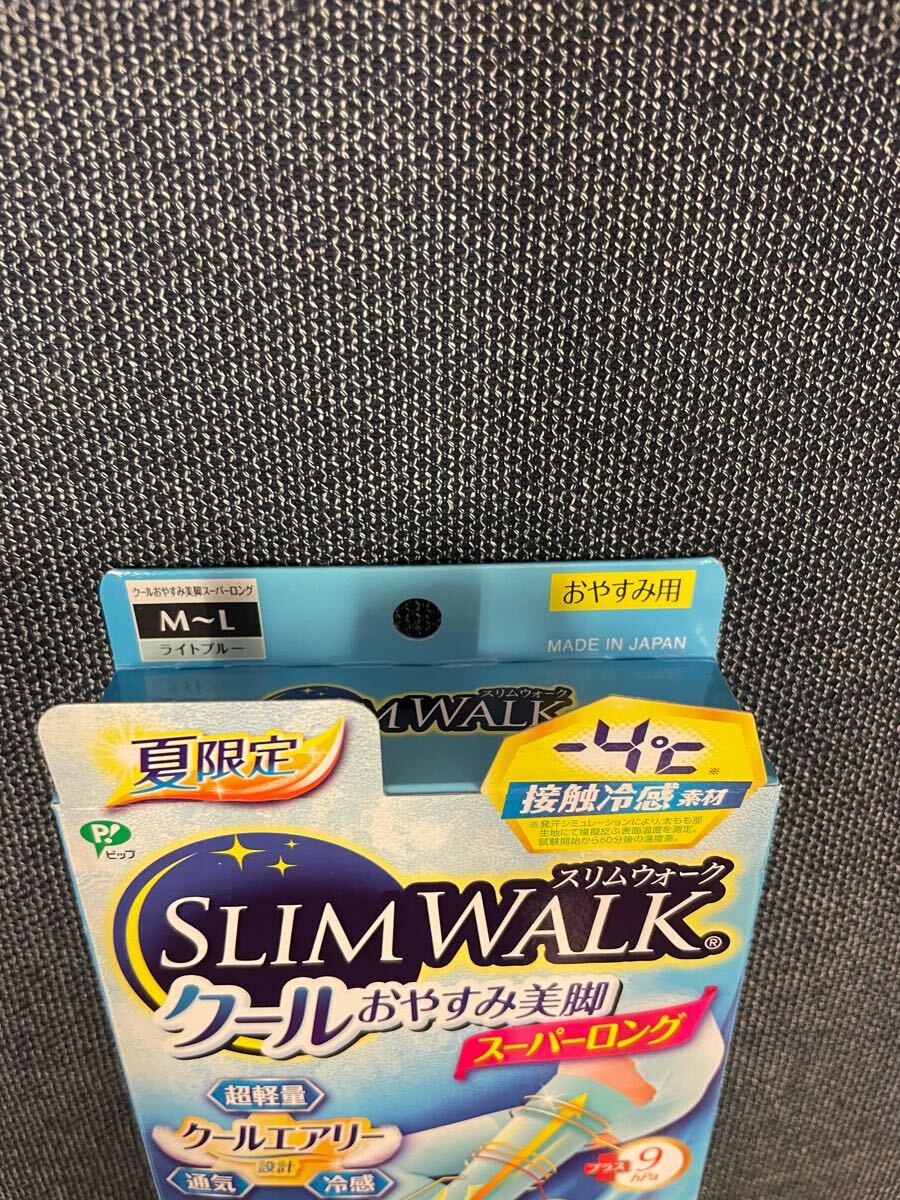 クールおやすみ美脚スーパーロング
M～L
ライトブルー
おやすみ用
MADE IN JAPAN
スリムウォーク
M WALK
夏限定
-4℃※
接触冷感 素材
※発汗シミュレーションにより、太もも部
生地にて模擬皮ふ表面温度を測定。
試験開始から60分後の温度差。
P!
ピップ
スリムウォーク
SLIM WALK®
クールおやすみ美脚
スーパーロング
超軽量
クールエアリー
設計
通気
冷感
プラス 9
hPa